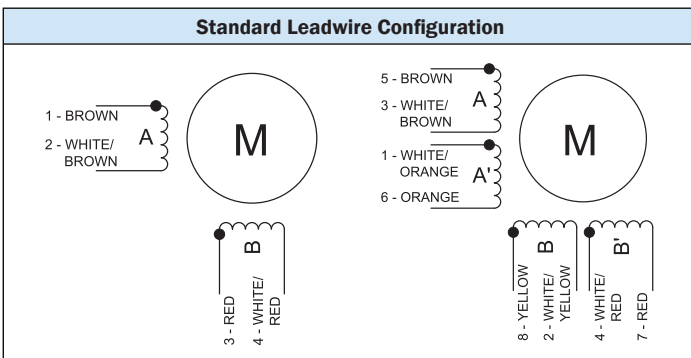 Standard Leadwire Configuration
1 - BROWN
2 - WHITE/
BROWN
A
M
B
3 - RED
4 - WHITE/
RED
5 - BROWN
3 - WHITE/
BROWN
A
1 - WHITE/
ORANGE
6 - ORANGE
A'
M
B
B'
8 - YELLOW
2 - WHITE/
YELLOW
4 - WHITE/
RED
7 - RED